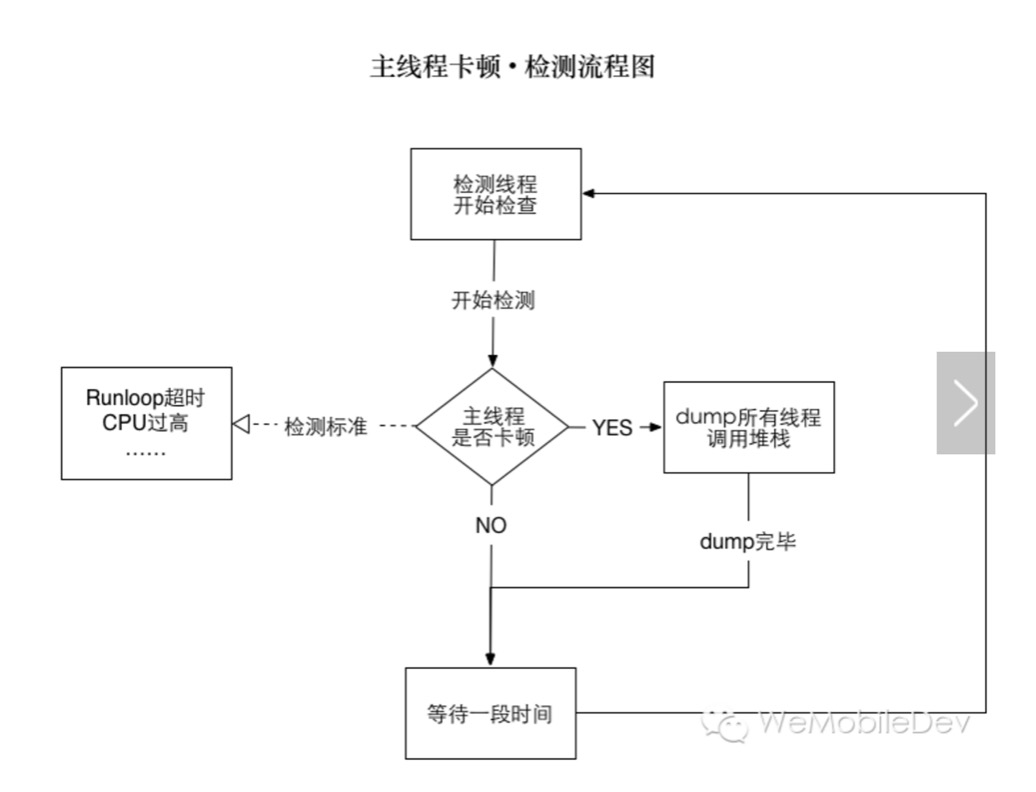 主线程卡顿·检测流程图
检测线程
开始检查
开始检测
Runloop超时
CPU过高
……
检测标准
主线程
是否卡顿
YES
dump所有线程
调用堆栈
NO
dump完毕
等待一段时间
WeMobileDev